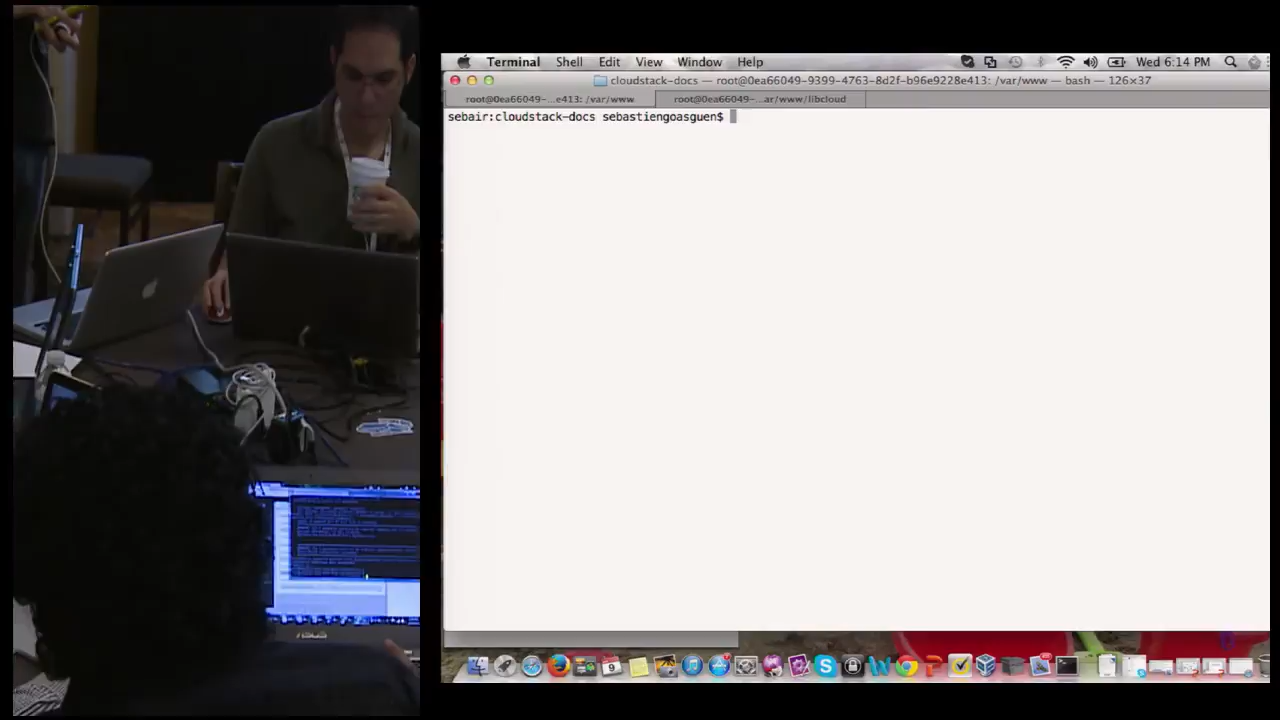 Terminal Shell Edit View Window Help Wed 6:14 PM
cloudstack-docs — root@0ea66049-9399-4763-8d2f-b96e9228e413: /var/www — bash — 126×37
root@0ea66049-...e413: /var/www root@0ea66049-...ar/www/libcloud
sebair:cloudstack-docs sebastiengoasguen$
ASUS